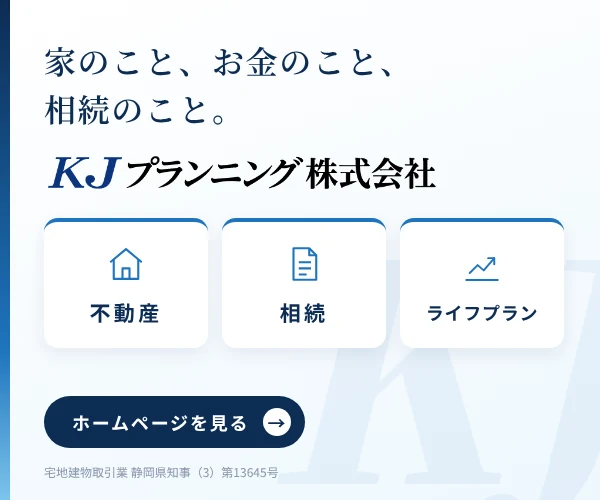 家のこと、お金のこと、
相続のこと。
KJプランニング株式会社
不動産
相続
ライフプラン
ホームページを見る
宅地建物取引業 静岡県知事（3）第13645号
KJ